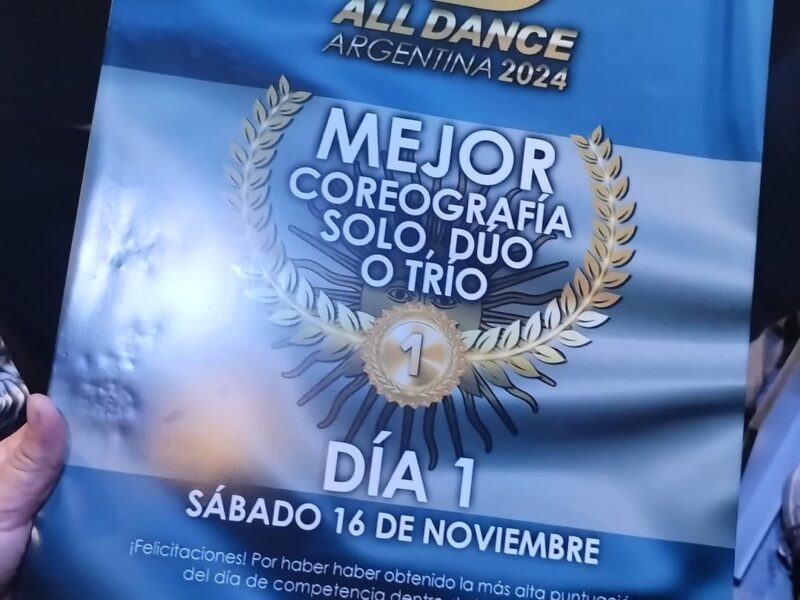 ALL DANCE
ARGENTINA 2024
MEJOR
COREOGRAFÍA
SOLO, DÚO
O TRÍO
1
DÍA 1
SÁBADO 16 DE NOVIEMBRE
¡Felicitaciones! Por haber haber obtenido la más alta
del día de competencia dentro